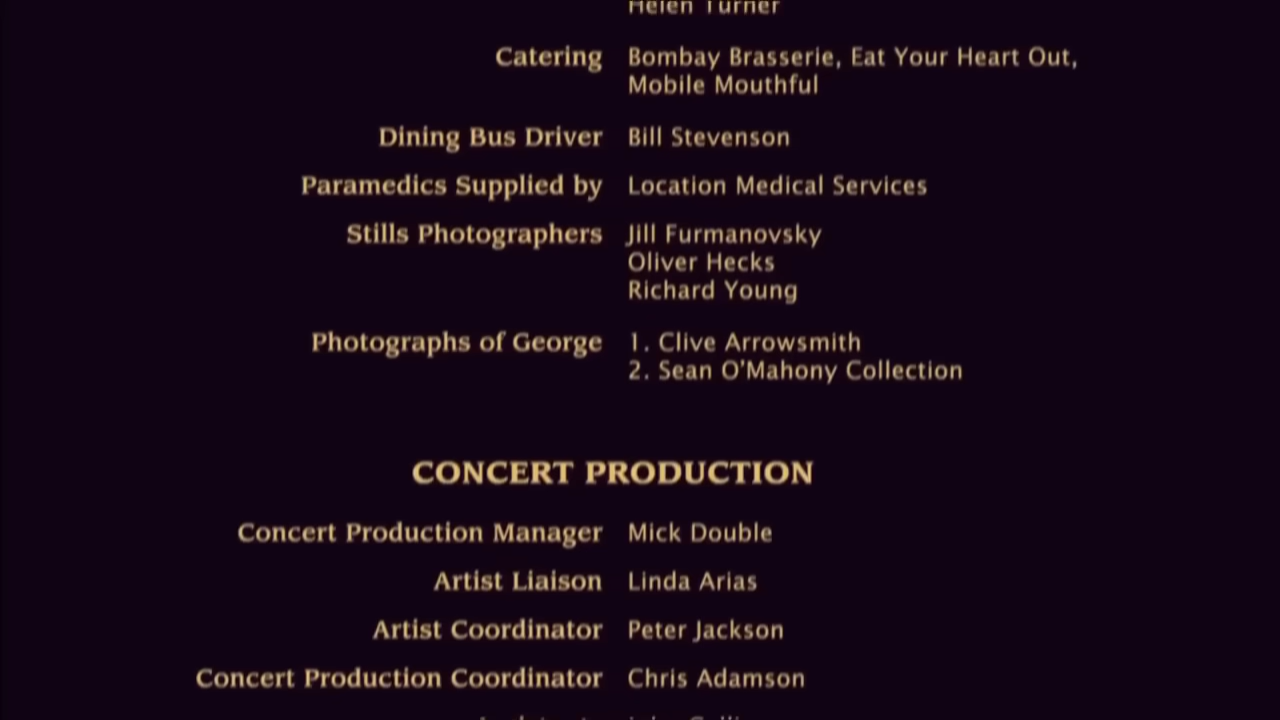 Helen Turner
Catering Bombay Brasserie, Eat Your Heart Out,
Mobile Mouthful
Dining Bus Driver Bill Stevenson
Paramedics Supplied by Location Medical Services
Stills Photographers Jill Furmanovsky
Oliver Hecks
Richard Young
Photographs of George 1. Clive Arrowsmith
2. Sean O'Mahony Collection
CONCERT PRODUCTION
Concert Production Manager Mick Double
Artist Liaison Linda Arias
Artist Coordinator Peter Jackson
Concert Production Coordinator Chris Adamson